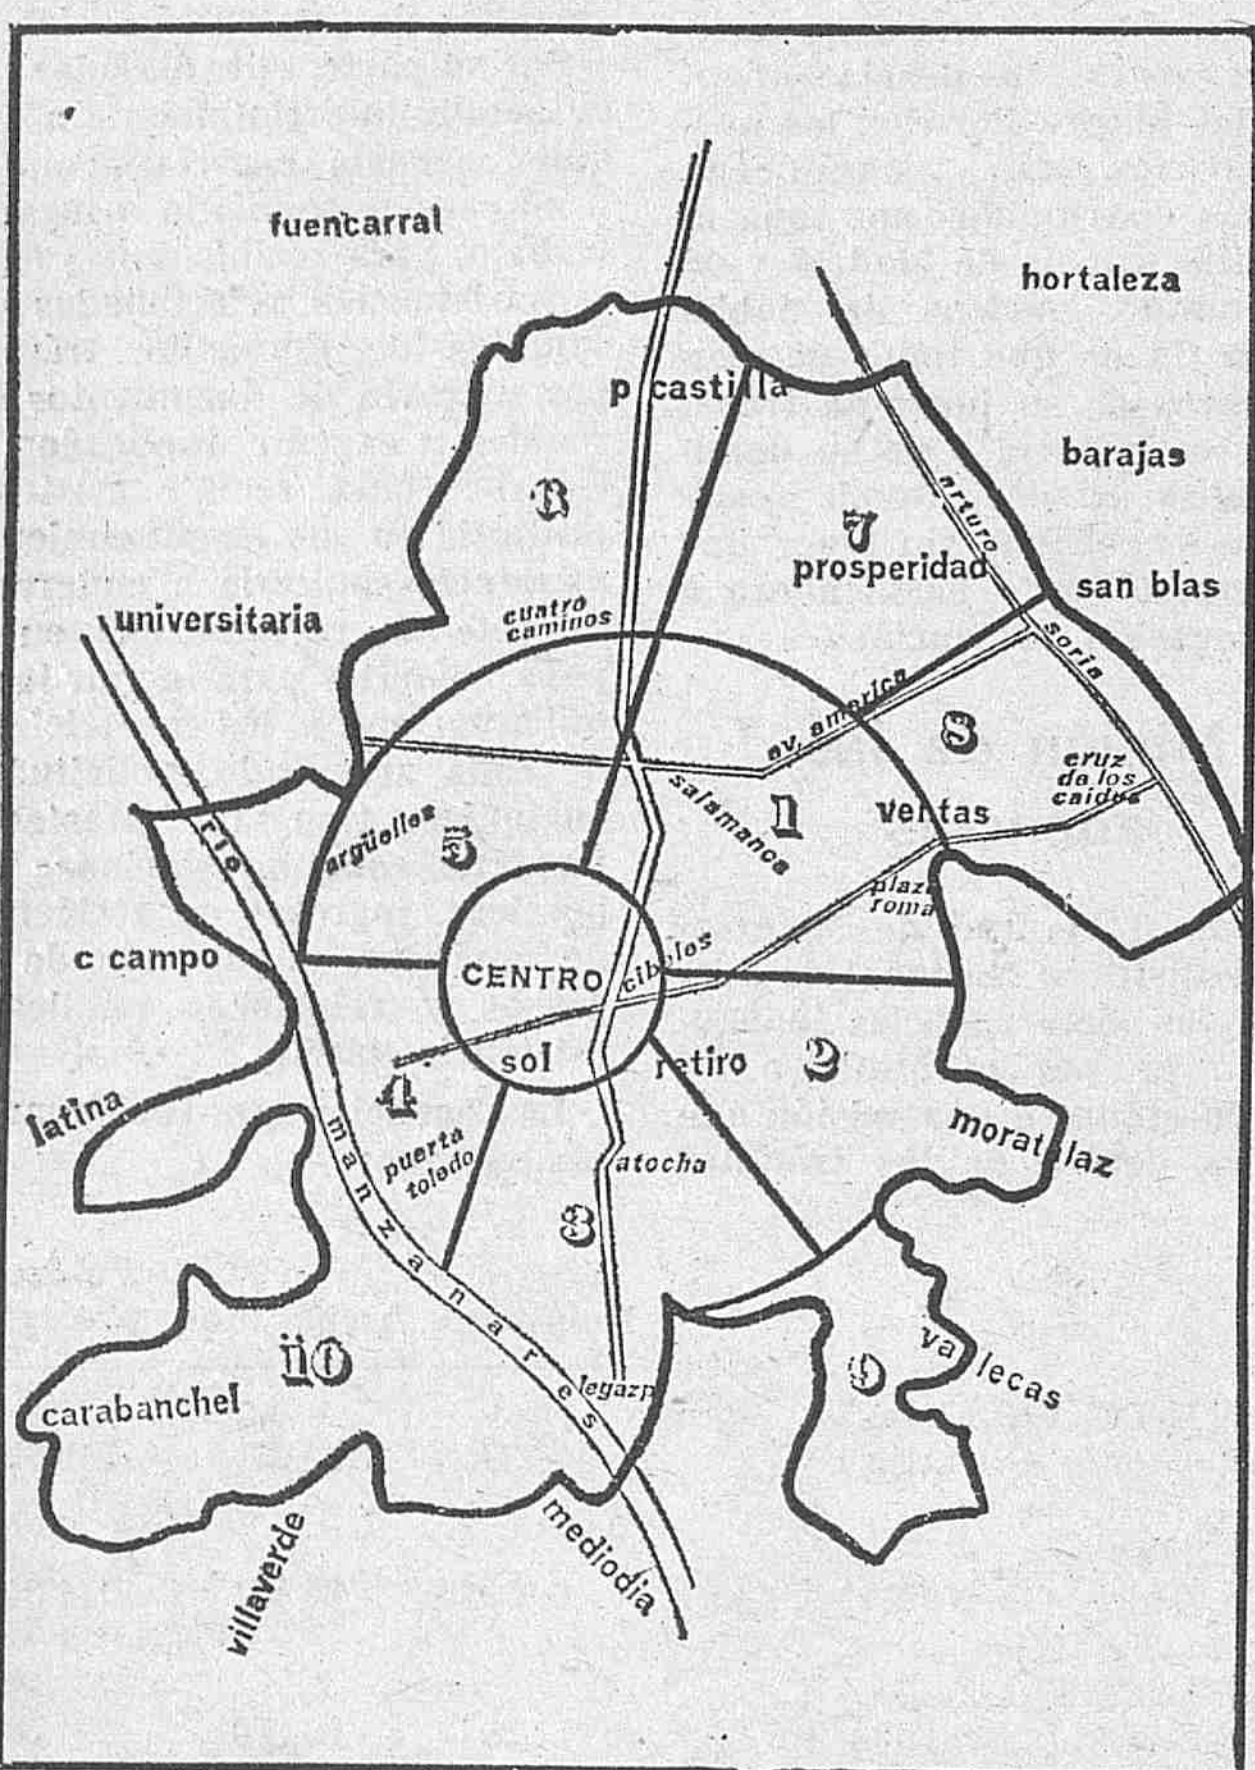 fuencarral
hortaleza
p castilla
barajas
arturo
7
prosperidad
san blas
universitaria
cuatro
caminos
soria
av. america
8
cruz
de los
caidos
salamanca
1
ventas
argüelles
5
rio
plaza
roma
c campo
CENTRO
cibeles
sol
retiro
2
4
latina
moratalaz
manzanares
puerta
toledo
atocha
3
vallecas
10
9
legazpi
carabanchel
villaverde
mediodia